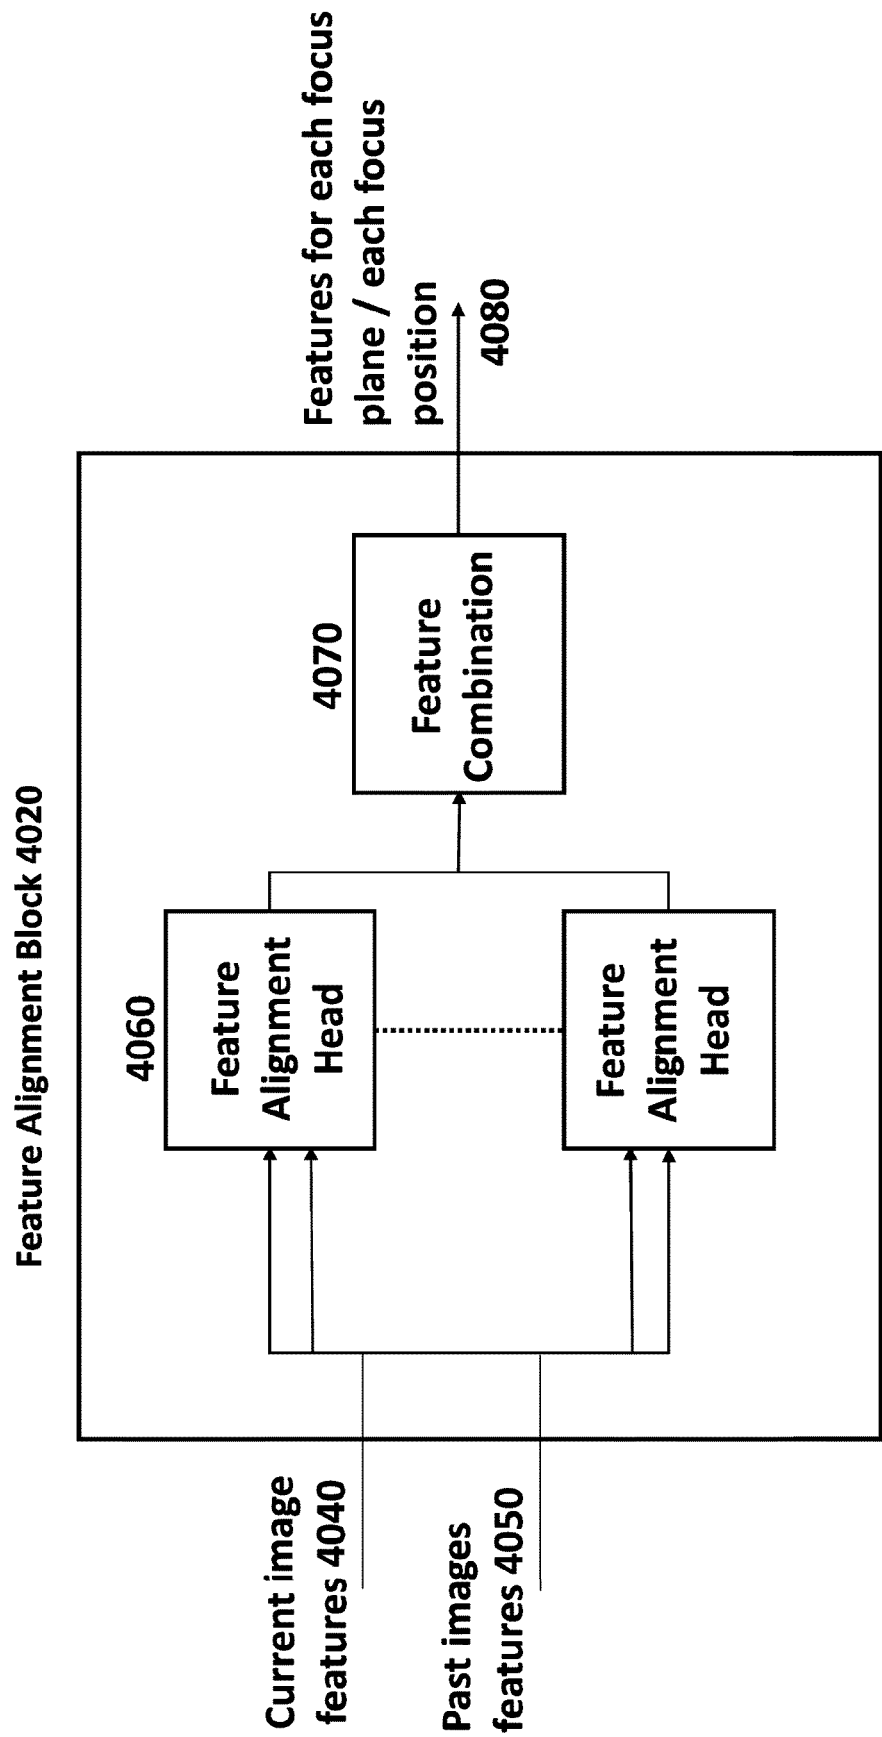 Feature Alignment Block 4020
Current image
features 4040
Past images
features 4050
4060
Feature
Alignment
Head
Feature
Alignment
Head
4070
Feature
Combination
Features for each focus
plane / each focus
position
4080